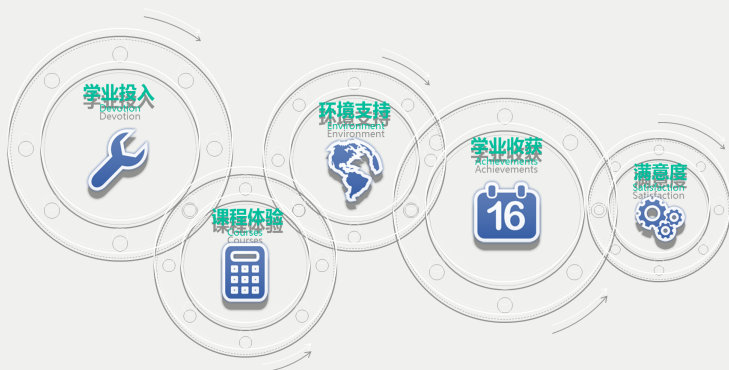 学业投入
Devotion
课程体验
Courses
环境支持
Environment
学业收获
Achievements
16
满意度
Satisfaction